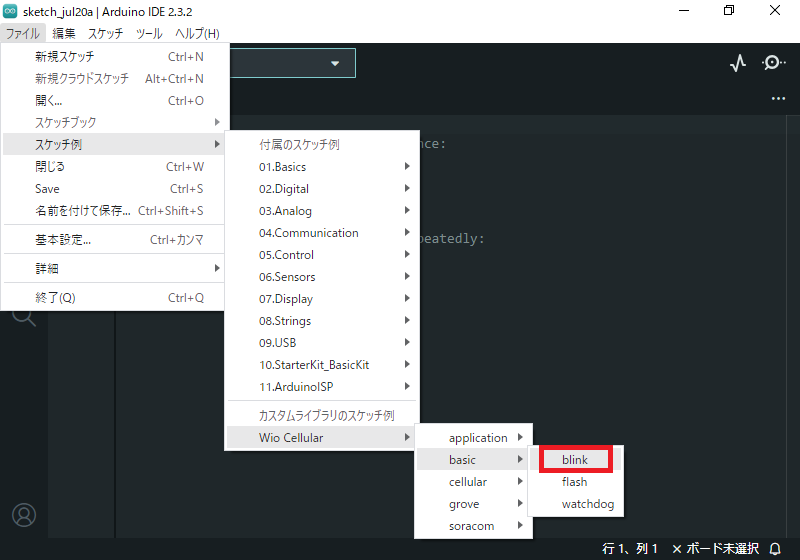 sketch_jul20a | Arduino IDE 2.3.2
ファイル 編集 スケッチ ツール ヘルプ(H)
新規スケッチ Ctrl+N
新規クラウドスケッチ Alt+Ctrl+N
開く... Ctrl+O
スケッチブック
スケッチ例
閉じる Ctrl+W
Save Ctrl+S
名前を付けて保存... Ctrl+Shift+S
基本設定... Ctrl+カンマ
詳細
終了(Q) Ctrl+Q
付属のスケッチ例
01.Basics
02.Digital
03.Analog
04.Communication
05.Control
06.Sensors
07.Display
08.Strings
09.USB
10.StarterKit_BasicKit
11.ArduinoISP
カスタムライブラリのスケッチ例
Wio Cellular
application
basic
cellular
grove
soracom
blink
flash
watchdog
nce:
peatedly:
行 1、列 1 ✕ ボード未選択